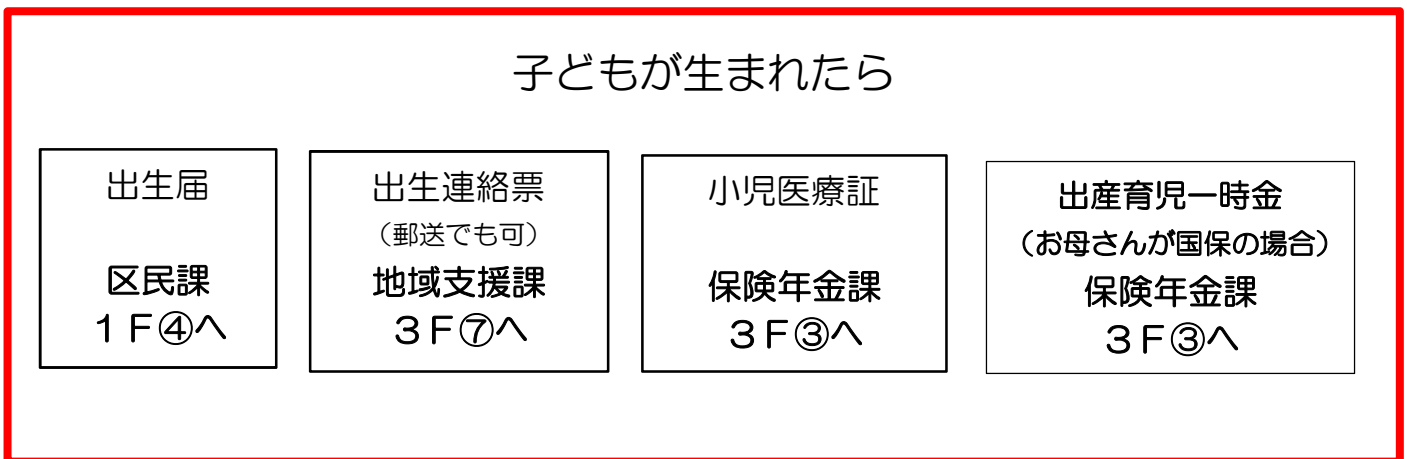 子どもが生まれたら
出生届
区民課
１Ｆ④へ
出生連絡票
（郵送でも可）
地域支援課
３Ｆ⑦へ
小児医療証
保険年金課
３Ｆ③へ
出産育児一時金
（お母さんが国保の場合）
保険年金課
３Ｆ③へ